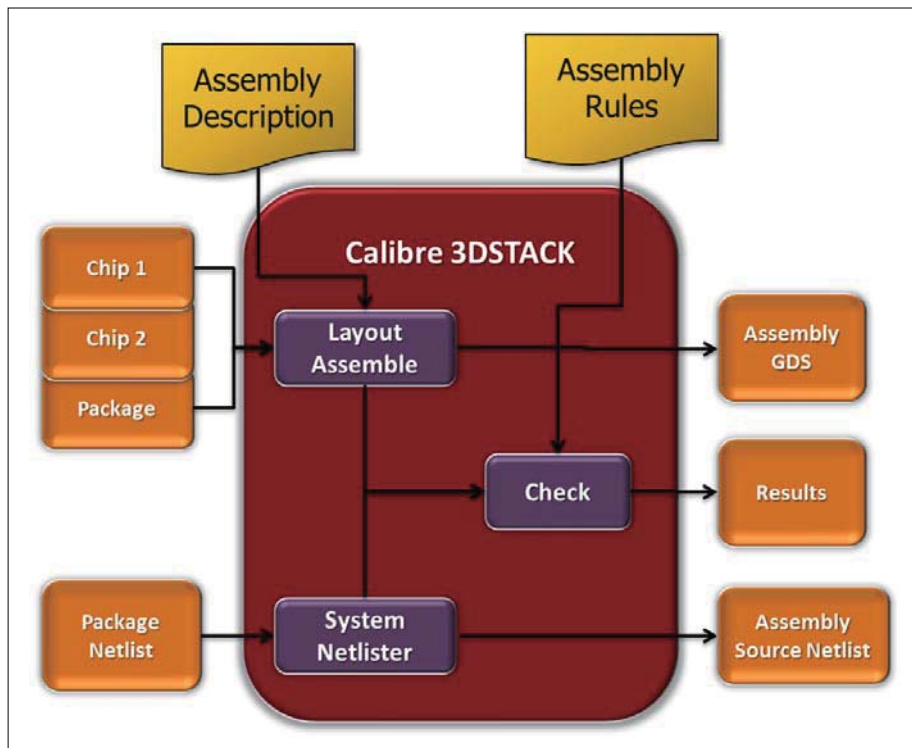 Assembly
Description
Assembly
Rules
Calibre 3DSTACK
Chip 1
Chip 2
Package
Layout
Assemble
Assembly
GDS
Check
Results
Package
Netlist
System
Netlister
Assembly
Source Netlist